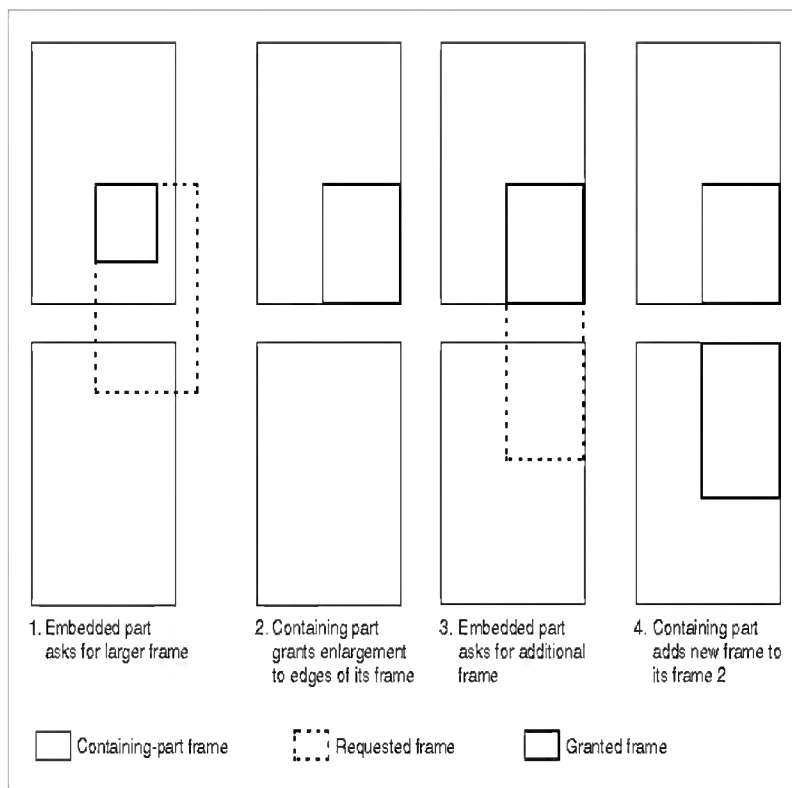 1. Embedded part
asks for larger frame
2. Containing part
grants enlargement
to edges of its frame
3. Embedded part
asks for additional
frame
4. Containing part
adds new frame to
its frame 2
Containing-part frame
Requested frame
Granted frame